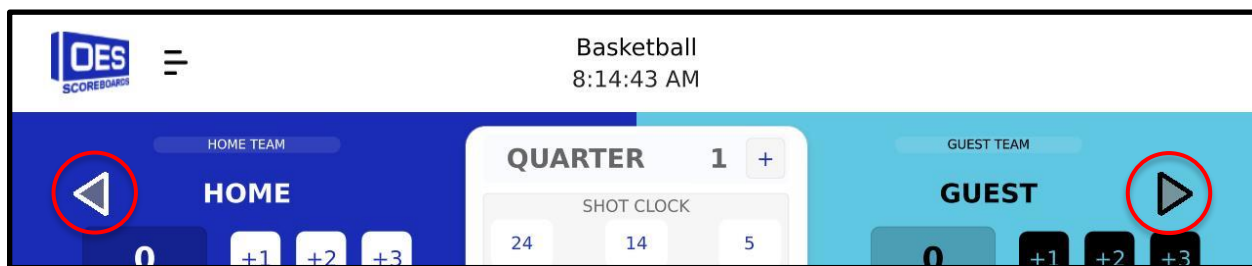 OES
SCOREBOARDS
Basketball
8:14:43 AM
HOME TEAM
HOME
0
+1 +2 +3
QUARTER 1 +
SHOT CLOCK
24 14 5
GUEST TEAM
GUEST
0
+1 +2 +3